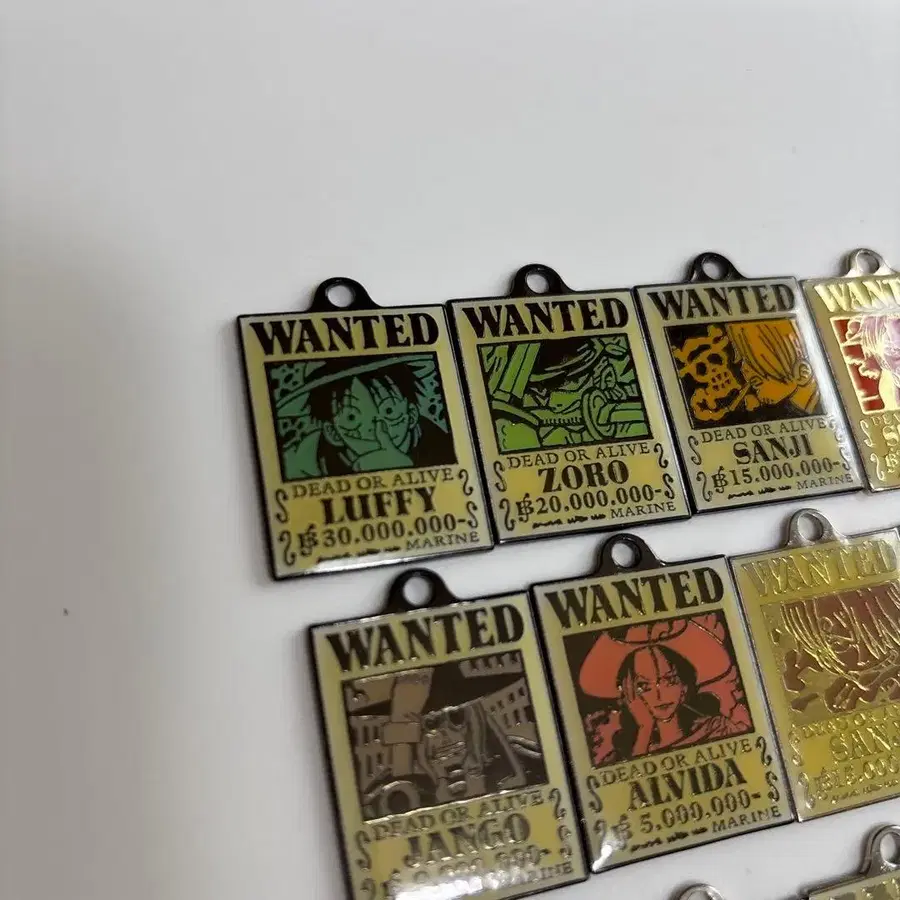 WANTED
DEAD OR ALIVE
LUFFY
30.000.000-
MARINE
WANTED
DEAD OR ALIVE
ZORO
20.000.000-
MARINE
WANTED
DEAD OR ALIVE
SANJI
15.000.000-
MARINE
WANT
WANTED
DEAD OR ALIVE
JANGO
MARINE
WANTED
DEAD OR ALIVE
ALVIDA
5.000.000-
MARINE
WANTED